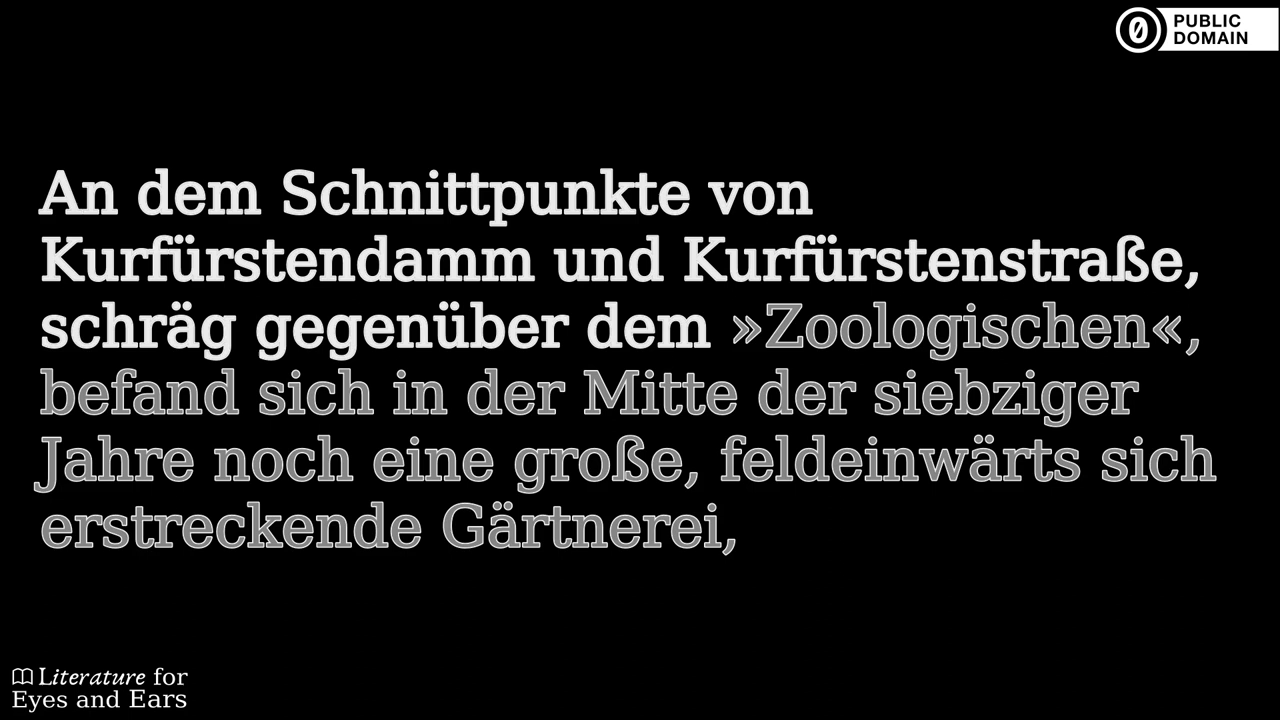 PUBLIC
DOMAIN
An dem Schnittpunkte von
Kurfürstendamm und Kurfürstenstraße,
schräg gegenüber dem »Zoologischen«,
befand sich in der Mitte der siebziger
Jahre noch eine große, feldeinwärts sich
erstreckende Gärtnerei,
Literature for
Eyes and Ears